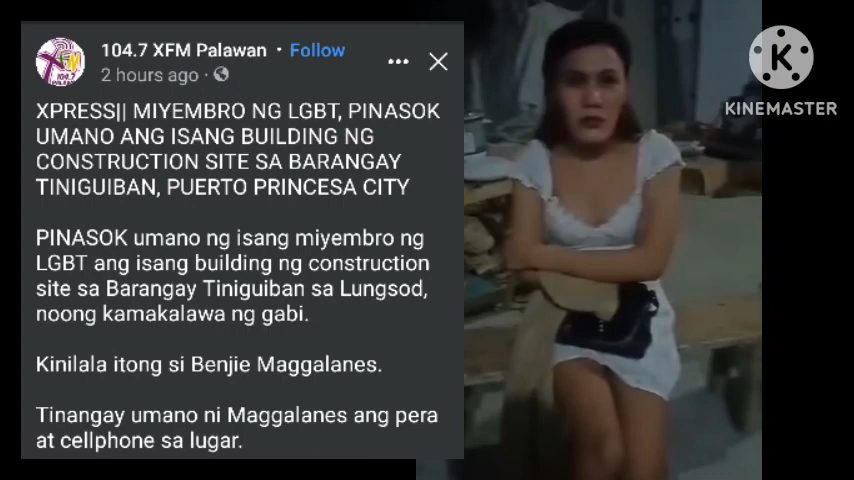 104.7 XFM Palawan · Follow
2 hours ago ·
XPRESS|| MIYEMBRO NG LGBT, PINASOK
UMANO ANG ISANG BUILDING NG
CONSTRUCTION SITE SA BARANGAY
TINIGUIBAN, PUERTO PRINCESA CITY
PINASOK umano ng isang miyembro ng
LGBT ang isang building ng construction
site sa Barangay Tiniguiban sa Lungsod,
noong kamakalawa ng gabi.
Kinilala itong si Benjie Maggalanes.
Tinangay umano ni Maggalanes ang pera
at cellphone sa lugar.
K
KINEMASTER